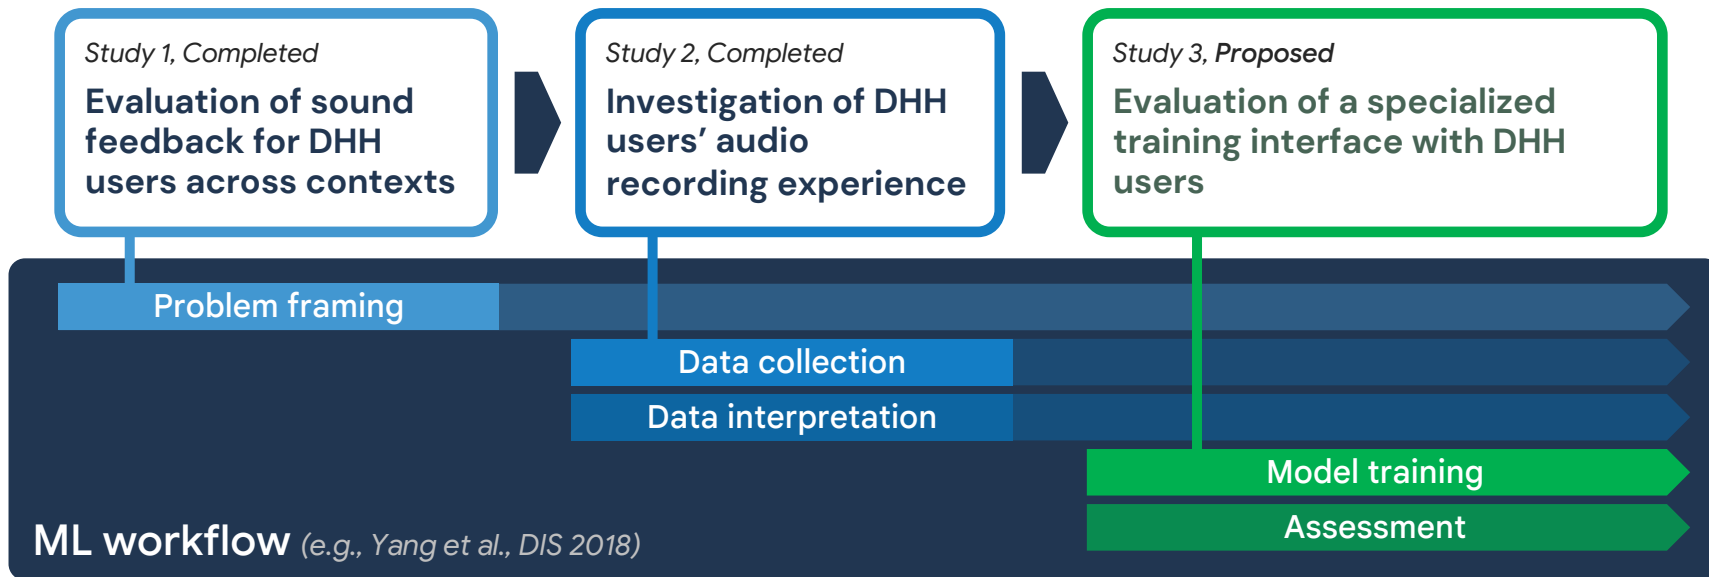 Study 1, Completed
Evaluation of sound
feedback for DHH
users across contexts
Study 2, Completed
Investigation of DHH
users’ audio
recording experience
Study 3, Proposed
Evaluation of a specialized
training interface with DHH
users
Problem framing
Data collection
Data interpretation
Model training
Assessment
ML workflow (e.g., Yang et al., DIS 2018)